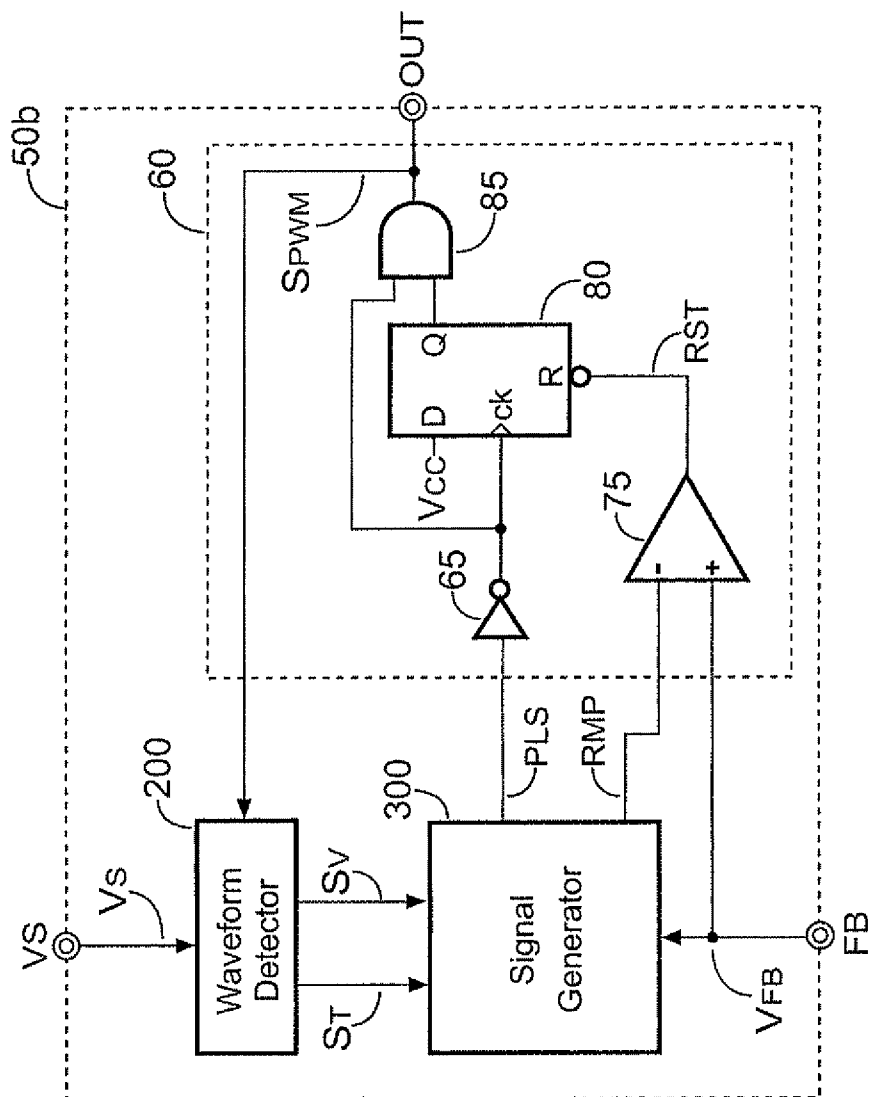 50b
60
VS
Vs
200
Waveform
Detector
SPWM
OUT
85
ST
SV
300
Signal
Generator
PLS
RMP
65
VCC
D
Q
ck
R
80
75
-
+
RST
VFB
FB